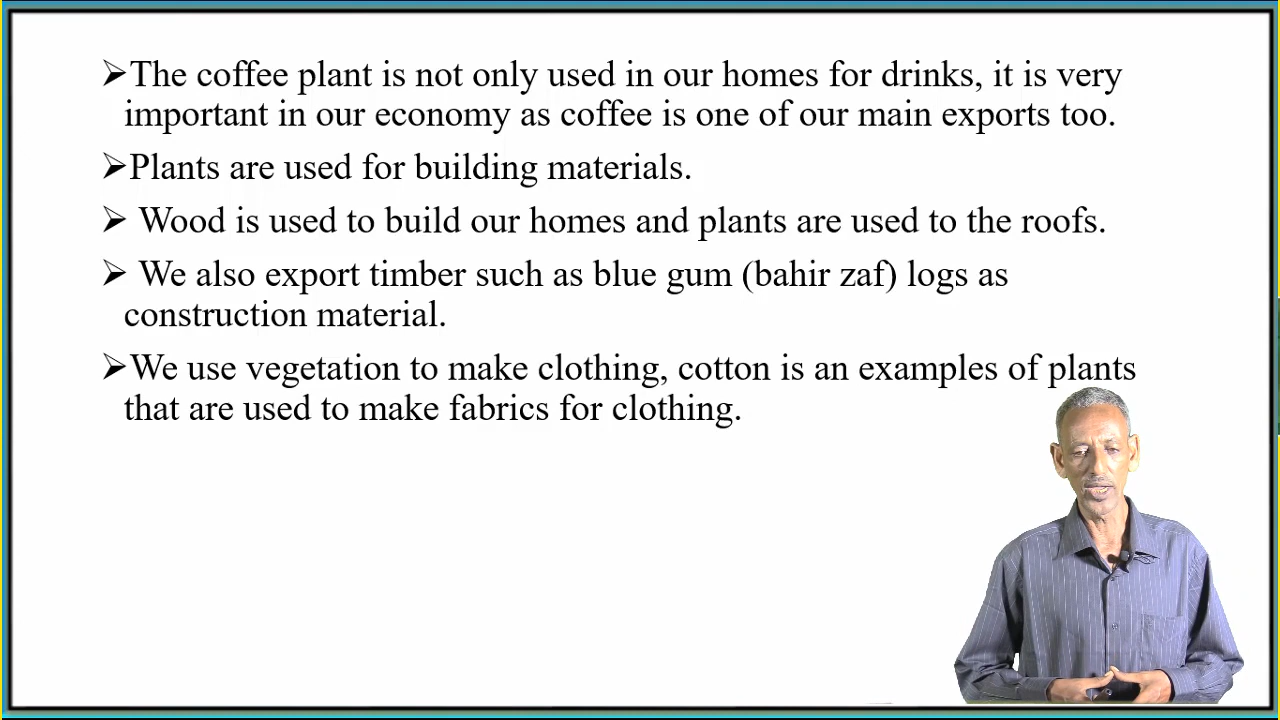 ➢The coffee plant is not only used in our homes for drinks, it is very
important in our economy as coffee is one of our main exports too.
➢Plants are used for building materials.
➢ Wood is used to build our homes and plants are used to the roofs.
➢ We also export timber such as blue gum (bahir zaf) logs as
construction material.
➢We use vegetation to make clothing, cotton is an examples of plants
that are used to make fabrics for clothing.